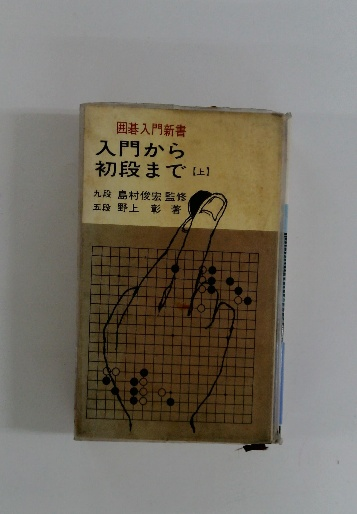 囲碁入門新書
入門から
初段まで【上】
九段 島村俊宏 監修
五段 野上 彰 著